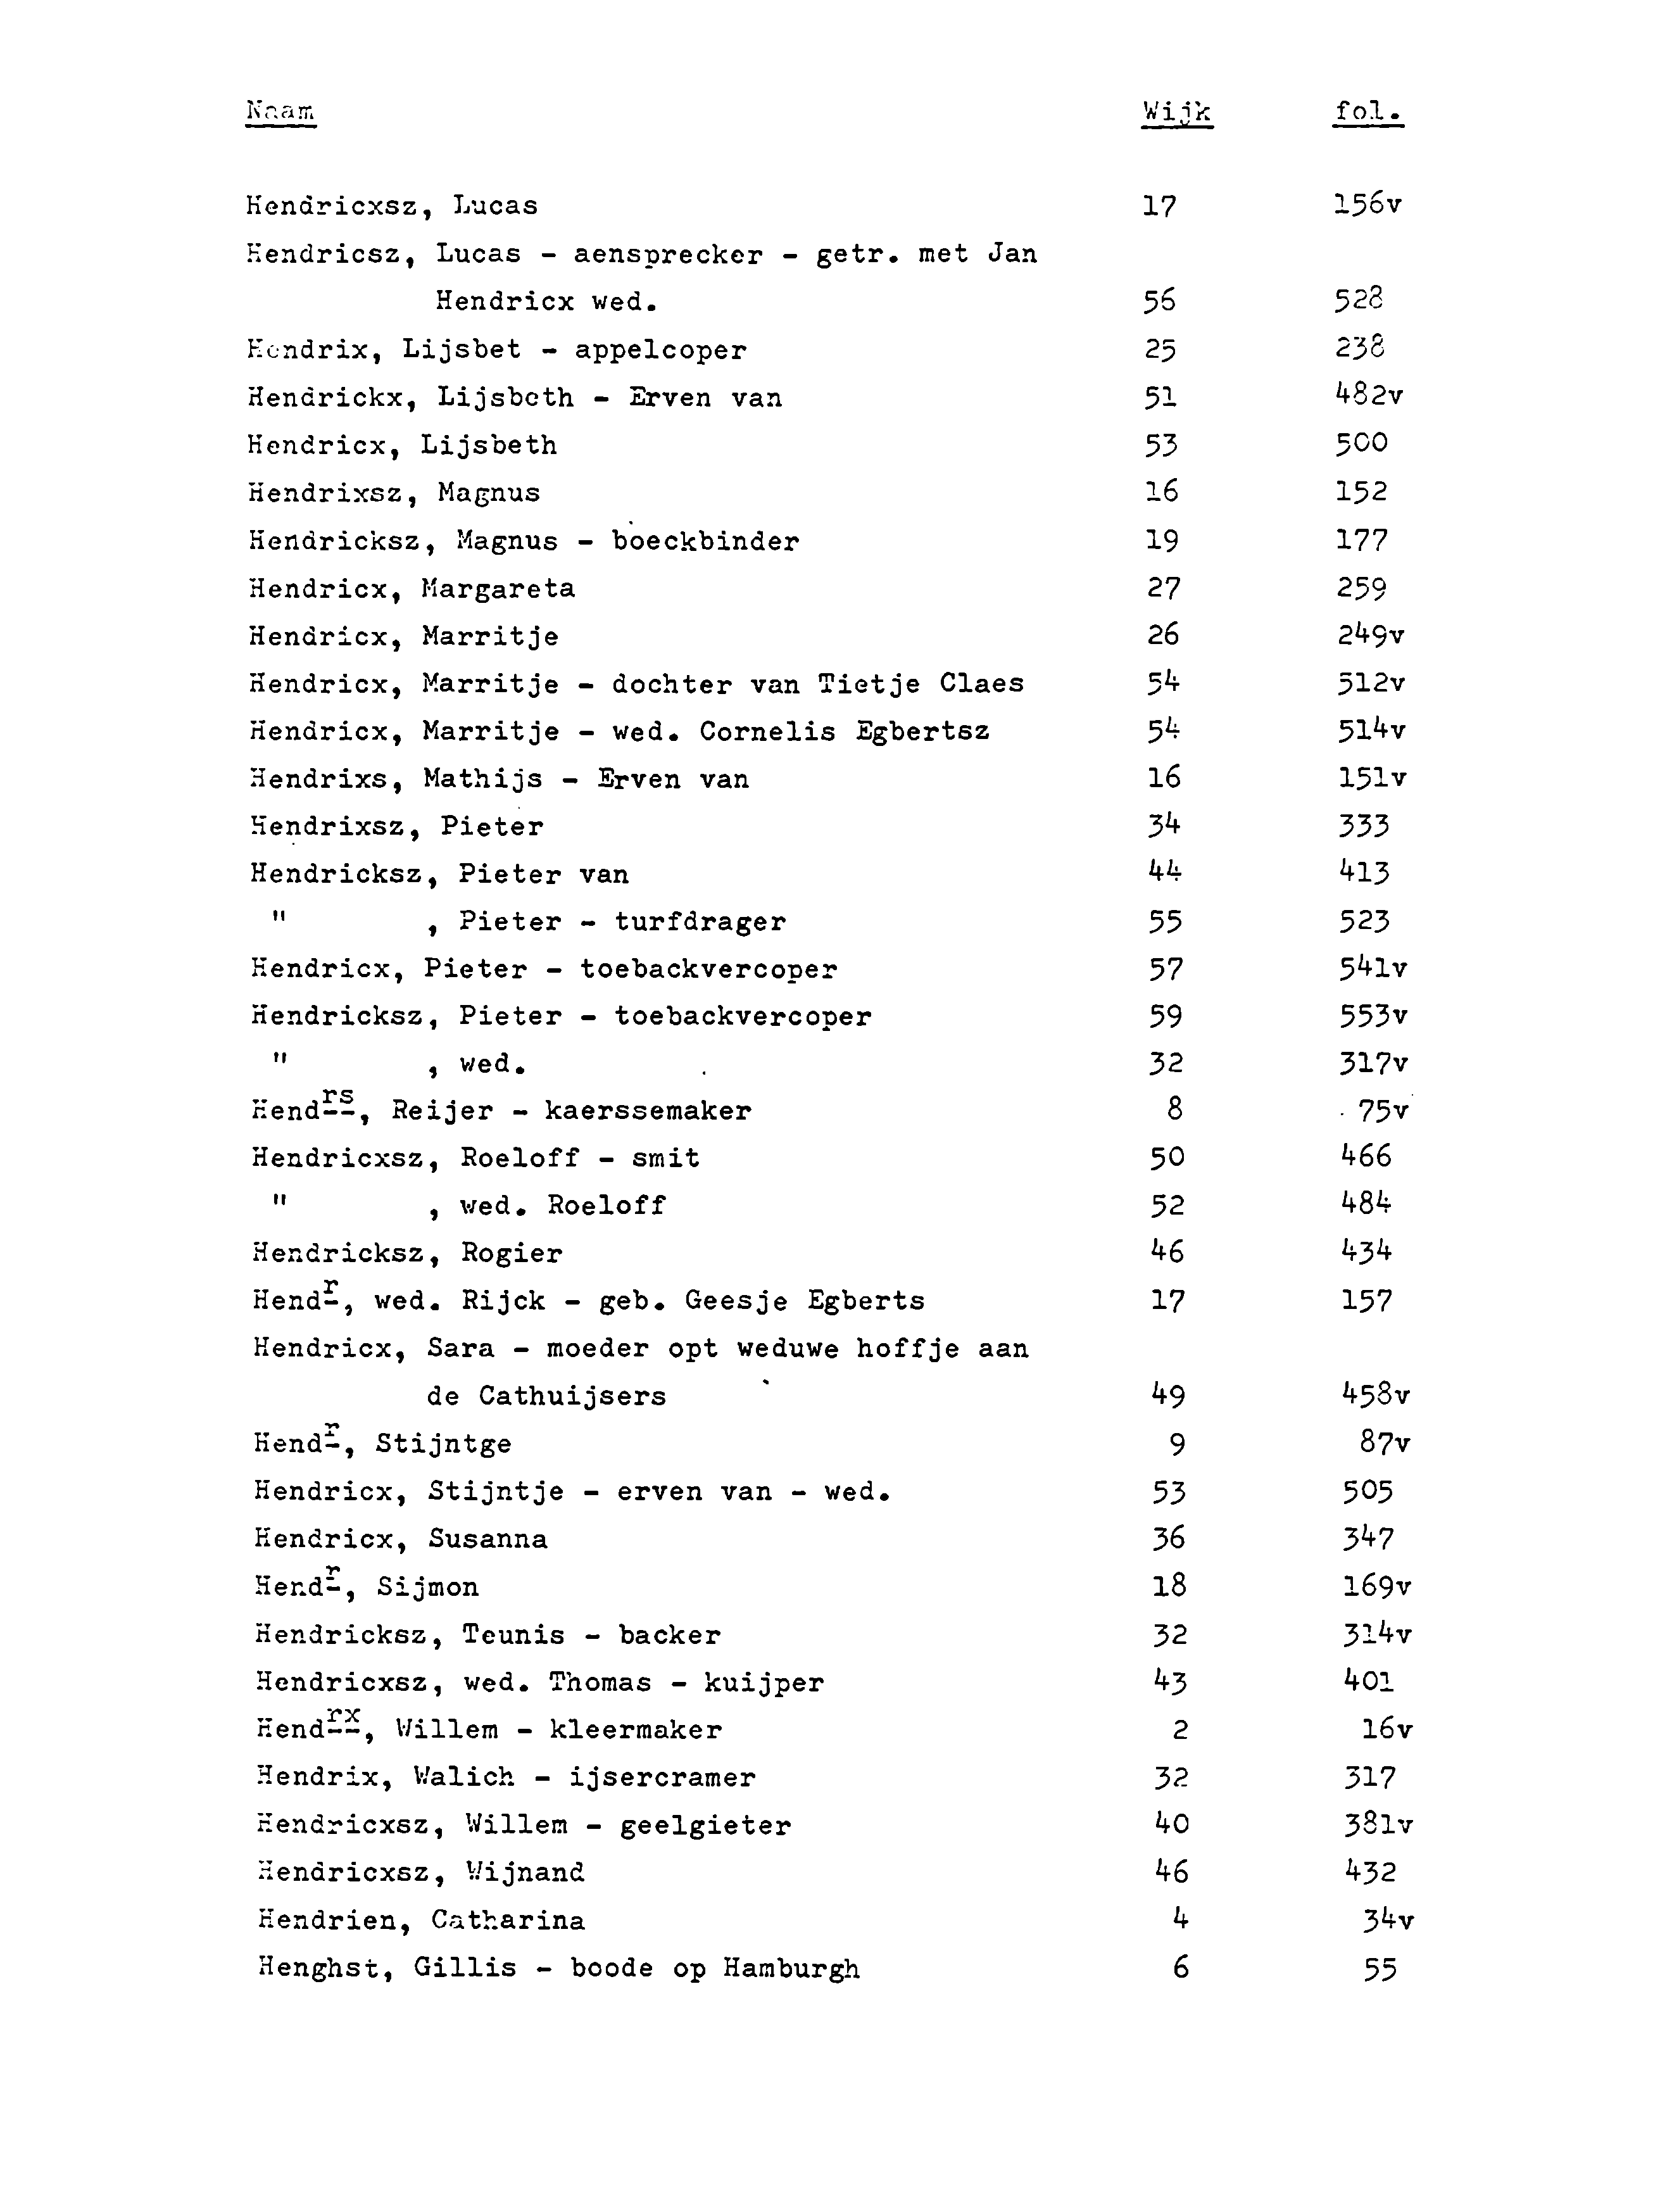 Naam Wijk fol.
Hendricxsz, Lucas 17 156v
Hendricsz, Lucas - aensprecker - getr. met Jan
Hendricx wed. 56 528
Hendrix, Lijsbet - appelcoper 25 238
Hendrickx, Lijsbeth - Erven van 51 482v
Hendricx, Lijsbeth 53 500
Hendrixsz, Magnus 16 152
Hendricksz, Magnus - boeckbinder 19 177
Hendricx, Margareta 27 259
Hendricx, Marritje 26 249v
Hendricx, Marritje - dochter van Tietje Claes 54 512v
Hendricx, Marritje - wed. Cornelis Egbertsz 54 514v
Hendrixs, Mathijs - Erven van 16 151v
Hendrixsz, Pieter 34 333
Hendricksz, Pieter van 44 413
" , Pieter - turfdrager 55 523
Hendricx, Pieter - toebackvercoper 57 541v
Hendricksz, Pieter - toebackvercoper 59 553v
" , wed. 32 317v
Hendrs, Reijer - kaerssemaker 8 75v
Hendricxsz, Roeloff - smit 50 466
" , wed. Roeloff 52 484
Hendricksz, Rogier 46 434
Hendr, wed. Rijck - geb. Geesje Egberts 17 157
Hendricx, Sara - moeder opt weduwe hoffje aan
de Cathuijsers 49 458v
Hendr, Stijntge 9 87v
Hendricx, Stijntje - erven van - wed. 53 505
Hendricx, Susanna 36 347
Hendr, Sijmon 18 169v
Hendricksz, Teunis - backer 32 314v
Hendricxsz, wed. Thomas - kuijper 43 401
Hendrx, Willem - kleermaker 2 16v
Hendrix, Walich - ijsercramer 32 317
Hendricxsz, Willem - geelgieter 40 381v
Hendricxsz, Wijnand 46 432
Hendrien, Catharina 4 34v
Henghst, Gillis - boode op Hamburgh 6 55